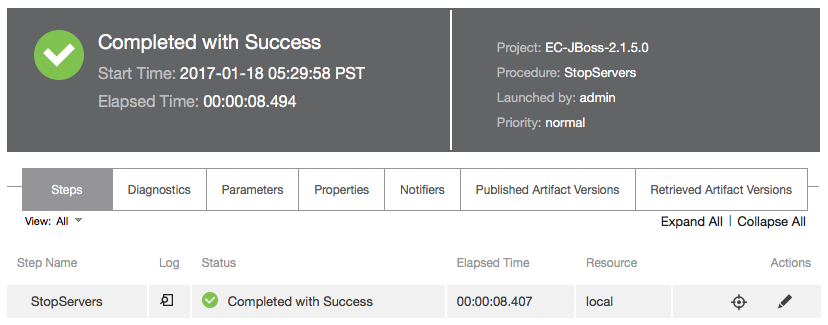 Completed with Success
Start Time: 2017-01-18 05:29:58 PST
Elapsed Time: 00:00:08.494
Project: EC-JBoss-2.1.5.0
Procedure: StopServers
Launched by: admin
Priority: normal
Steps Diagnostics Parameters Properties Notifiers Published Artifact Versions Retrieved Artifact Versions
View: All Expand All | Collapse All
Step Name Log Status Elapsed Time Resource Actions
StopServers Completed with Success 00:00:08.407 local